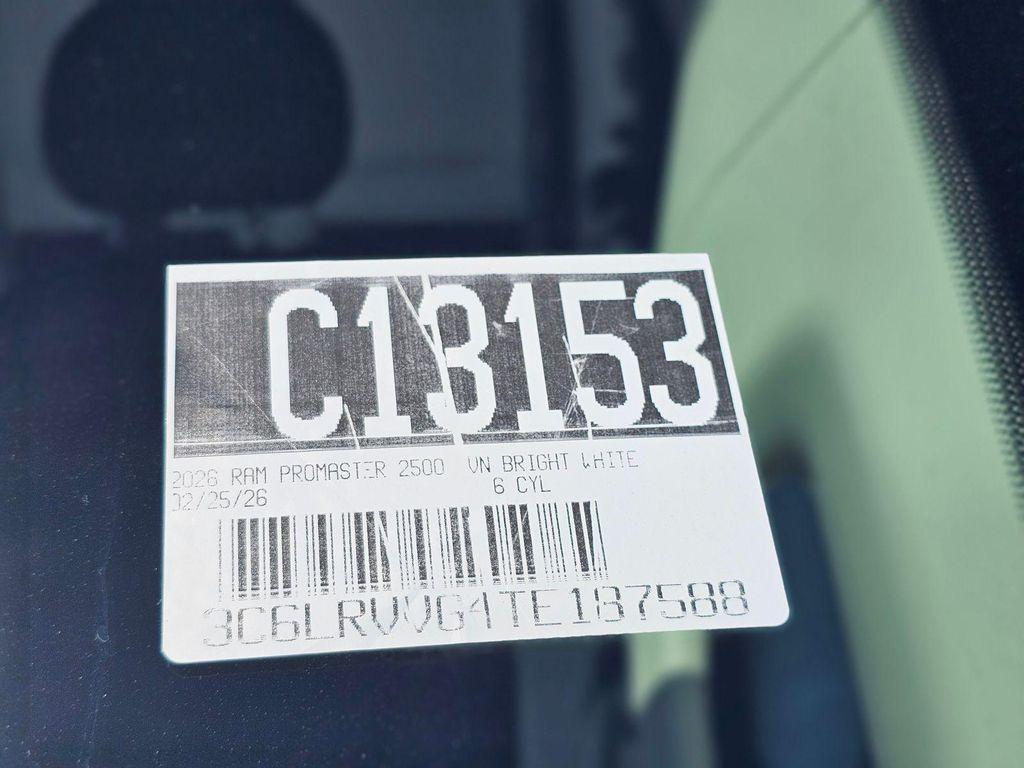 C13153
2026 RAM PROMASTER 2500 VN BRIGHT WHITE
02/25/26 6 CYL
3C6LRVVG4TE187588